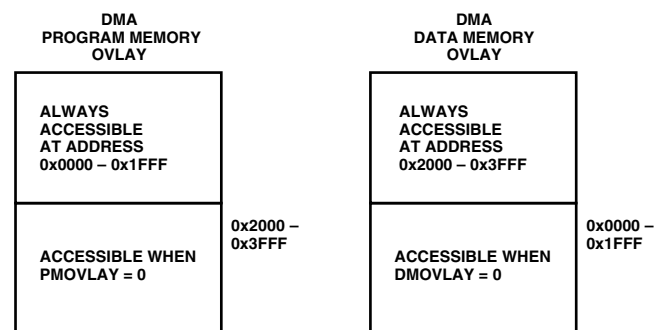 DMA
PROGRAM MEMORY
OVLAY
ALWAYS
ACCESSIBLE
AT ADDRESS
0x0000 – 0x1FFF
ACCESSIBLE WHEN
PMOVLAY = 0
0x2000 –
0x3FFF
DMA
DATA MEMORY
OVLAY
ALWAYS
ACCESSIBLE
AT ADDRESS
0x2000 – 0x3FFF
ACCESSIBLE WHEN
DMOVLAY = 0
0x0000 –
0x1FFF